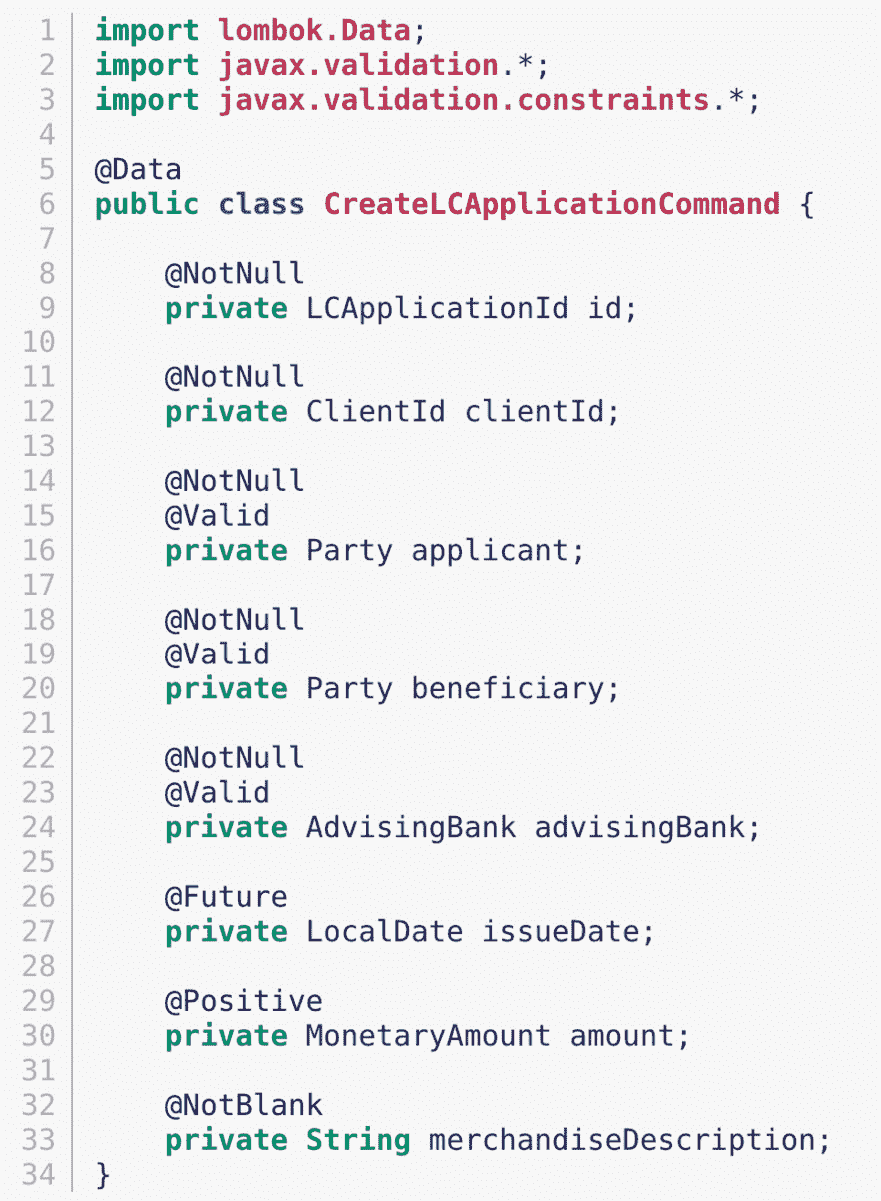 1 import lombok.Data;
2 import javax.validation.*;
3 import javax.validation.constraints.*;
4
5 @Data
6 public class CreateLCApplicationCommand {
7
8     @NotNull
9     private LCApplicationId id;
10
11     @NotNull
12     private ClientId clientId;
13
14     @NotNull
15     @Valid
16     private Party applicant;
17
18     @NotNull
19     @Valid
20     private Party beneficiary;
21
22     @NotNull
23     @Valid
24     private AdvisingBank advisingBank;
25
26     @Future
27     private LocalDate issueDate;
28
29     @Positive
30     private MonetaryAmount amount;
31
32     @NotBlank
33     private String merchandiseDescription;
34 }